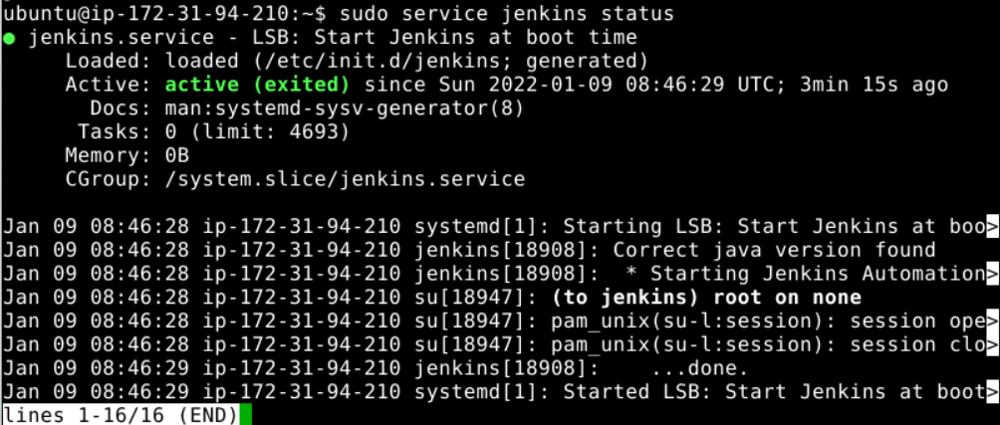 ubuntu@ip-172-31-94-210:~$ sudo service jenkins status
● jenkins.service - LSB: Start Jenkins at boot time
     Loaded: loaded (/etc/init.d/jenkins; generated)
     Active: active (exited) since Sun 2022-01-09 08:46:29 UTC; 3min 15s ago
       Docs: man:systemd-sysv-generator(8)
      Tasks: 0 (limit: 4693)
     Memory: 0B
     CGroup: /system.slice/jenkins.service

Jan 09 08:46:28 ip-172-31-94-210 systemd[1]: Starting LSB: Start Jenkins at boo>
Jan 09 08:46:28 ip-172-31-94-210 jenkins[18908]: Correct java version found
Jan 09 08:46:28 ip-172-31-94-210 jenkins[18908]:  * Starting Jenkins Automation>
Jan 09 08:46:28 ip-172-31-94-210 su[18947]: (to jenkins) root on none
Jan 09 08:46:28 ip-172-31-94-210 su[18947]: pam_unix(su-l:session): session ope>
Jan 09 08:46:28 ip-172-31-94-210 su[18947]: pam_unix(su-l:session): session clo>
Jan 09 08:46:29 ip-172-31-94-210 jenkins[18908]:    ...done.
Jan 09 08:46:29 ip-172-31-94-210 systemd[1]: Started LSB: Start Jenkins at boot>
lines 1-16/16 (END)